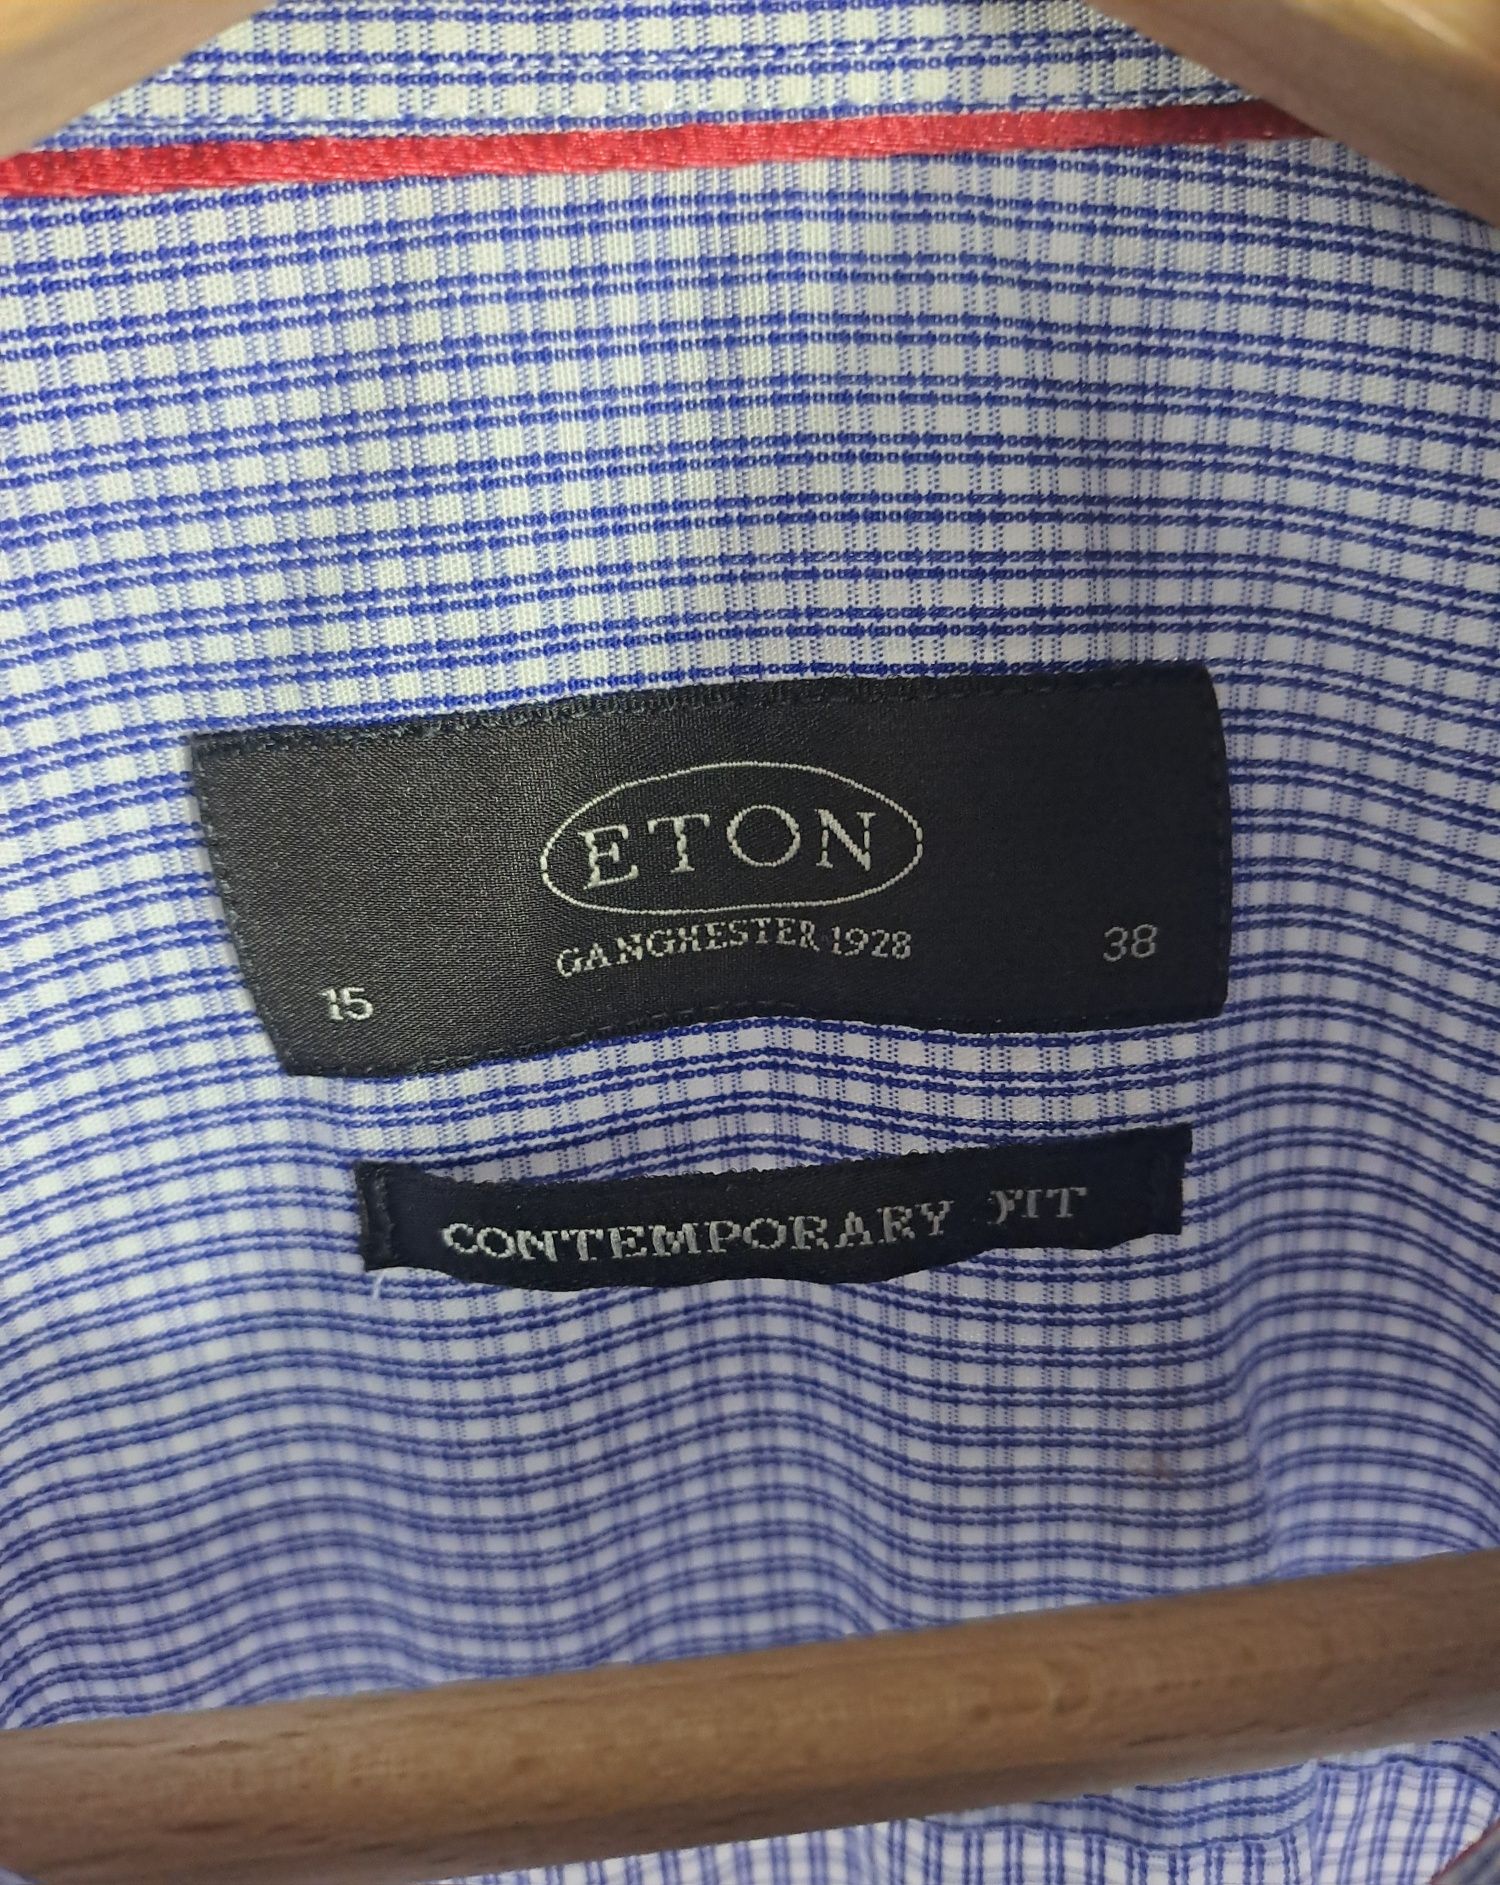 ETON
GANGHESTER 1928
15 38
CONTEMPORARY FIT